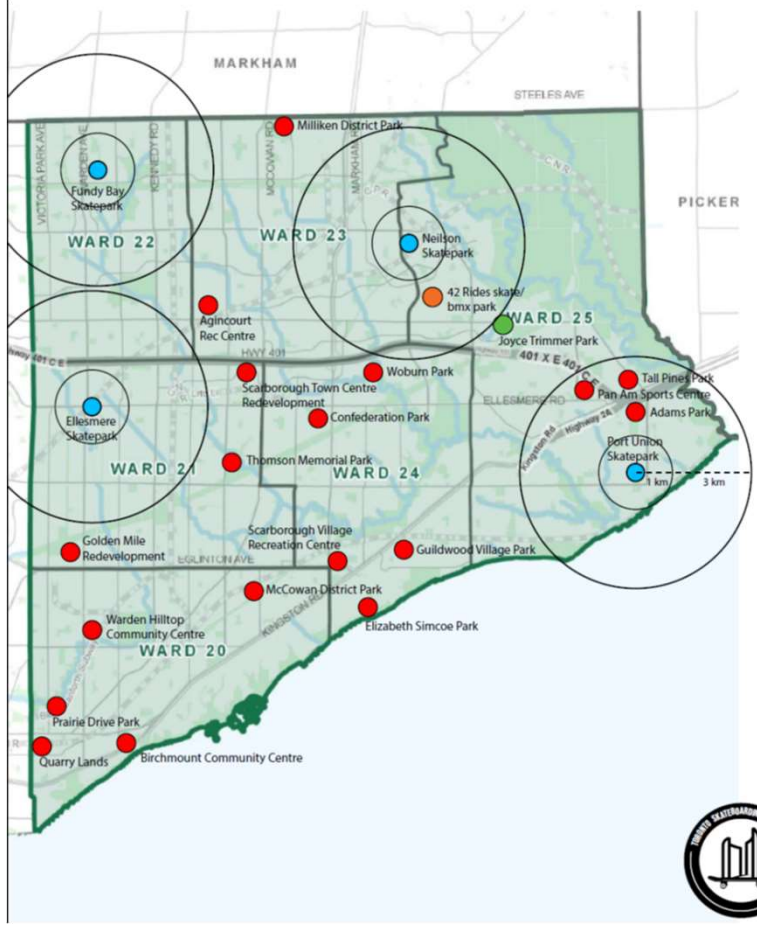 MARKHAM
STEELES AVE
VICTORIA PARK AVE
KENNEDY RD
MCCOWAN RD
MARKHAM
C.P.R.
C.N.R.
Milliken District Park
Fundy Bay
Skatepark
WARD 22
WARD 23
Neilson
Skatepark
PICKER
42 Rides skate/
bmx park
WARD 25
Joyce Trimmer Park
Agincourt
Rec Centre
HWY 401
401 X E 401 C E
hway 401 C E
Scarborough Town Centre
Redevelopment
Woburn Park
Tall Pines Park
Pan Am Sports Centre
ELLESMERE RD
Adams Park
Ellesmere
Skatepark
Confederation Park
Kingston Rd
Highway 2A
Port Union
Skatepark
1 km
3 km
WARD 21
Thomson Memorial Park
WARD 24
Golden Mile
Redevelopment
Scarborough Village
Recreation Centre
EGLINTON AVE
Guildwood Village Park
McCowan District Park
KINGSTON RD
Elizabeth Simcoe Park
Warden Hilltop
Community Centre
WARD 20
Prairie Drive Park
Quarry Lands
Birchmount Community Centre
TORONTO SKATEBOARD